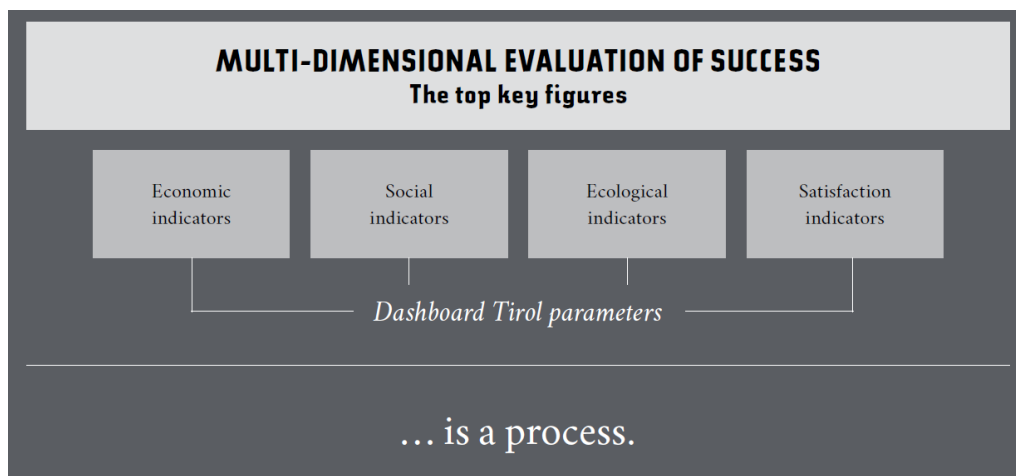 MULTI-DIMENSIONAL EVALUATION OF SUCCESS
The top key figures
Economic
indicators
Social
indicators
Ecological
indicators
Satisfaction
indicators
Dashboard Tirol parameters
… is a process.